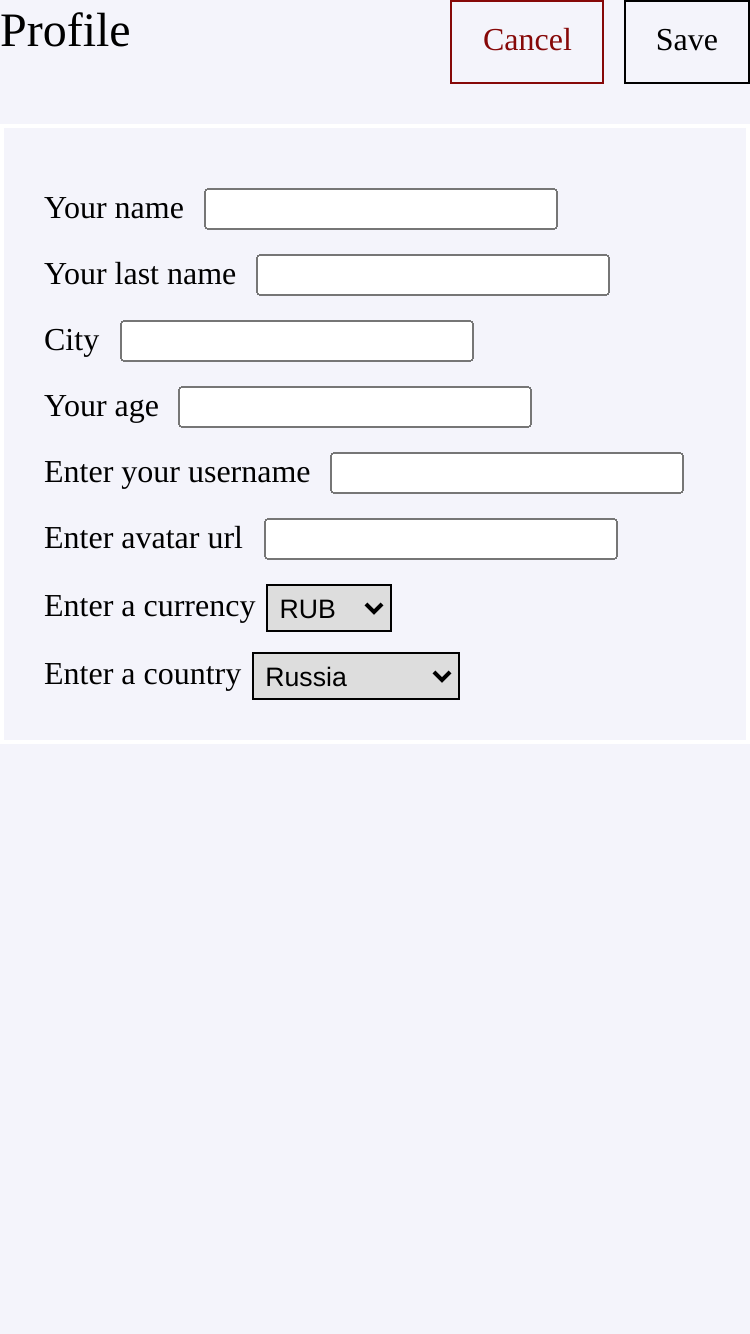 Profile
Cancel
Save
Your name
Your last name
City
Your age
Enter your username
Enter avatar url
Enter a currency RUB
Enter a country Russia